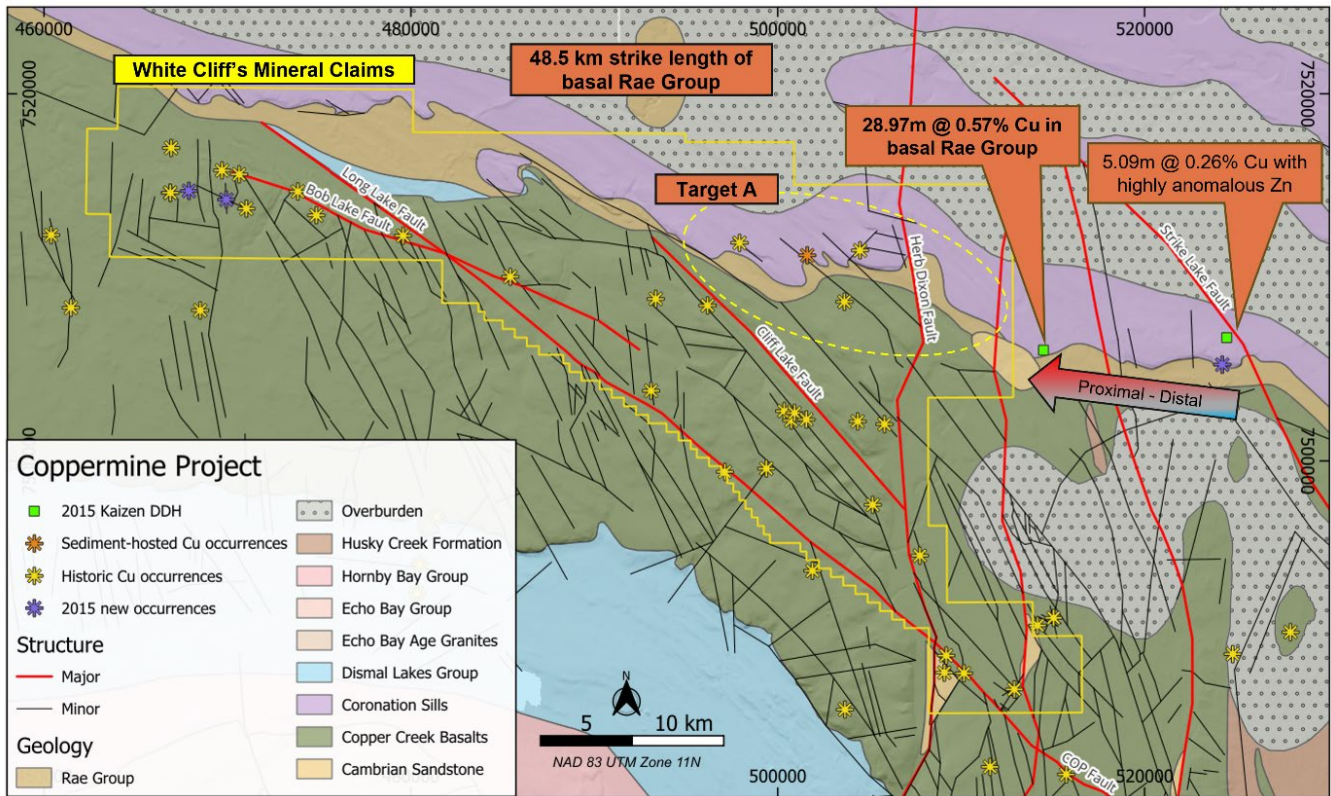 460000
480000
500000
520000
White Cliff's Mineral Claims
48.5 km strike length of
basal Rae Group
7520000
7520000
28.97m @ 0.57% Cu in
basal Rae Group
5.09m @ 0.26% Cu with
highly anomalous Zn
Target A
Long Lake Fault
Bob Lake Fault
Herb Dixon Fault
Strike Lake Fault
Cliff Lake Fault
Proximal - Distal
7500000
Coppermine Project
2015 Kaizen DDH
Sediment-hosted Cu occurrences
Historic Cu occurrences
2015 new occurrences
Structure
Major
Minor
Geology
Rae Group
Overburden
Husky Creek Formation
Hornby Bay Group
Echo Bay Group
Echo Bay Age Granites
Dismal Lakes Group
Coronation Sills
Copper Creek Basalts
Cambrian Sandstone
N
5 10 km
NAD 83 UTM Zone 11N
COP Fault
500000
520000